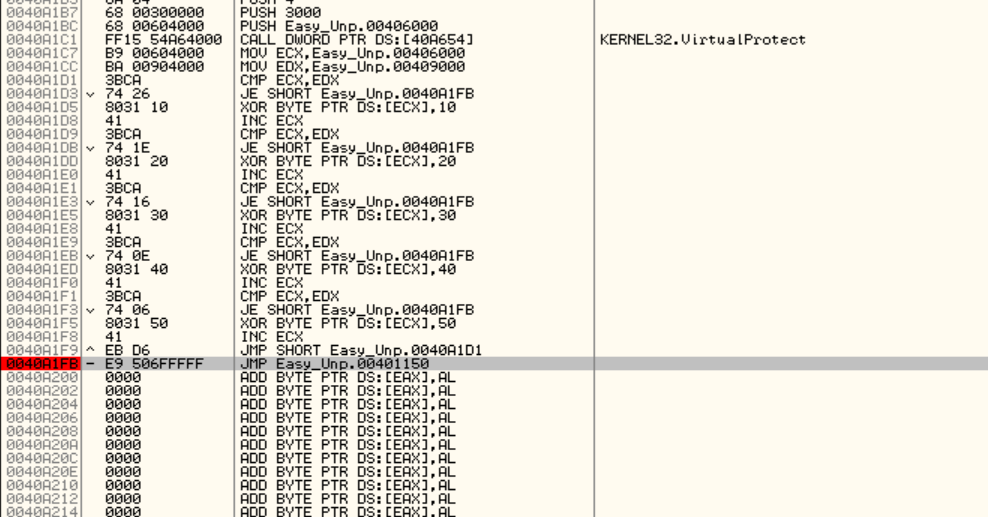 0040A1B5 6A 04 PUSH 4
0040A1B7 68 00300000 PUSH 3000
0040A1BC 68 00604000 PUSH Easy_Unp.00406000
0040A1C1 FF15 54A64000 CALL DWORD PTR DS:[40A654] KERNEL32.VirtualProtect
0040A1C7 B9 00604000 MOV ECX,Easy_Unp.00406000
0040A1CC BA 00904000 MOV EDX,Easy_Unp.00409000
0040A1D1 3BCA CMP ECX,EDX
0040A1D3 74 26 JE SHORT Easy_Unp.0040A1FB
0040A1D5 8031 10 XOR BYTE PTR DS:[ECX],10
0040A1D8 41 INC ECX
0040A1D9 3BCA CMP ECX,EDX
0040A1DB 74 1E JE SHORT Easy_Unp.0040A1FB
0040A1DD 8031 20 XOR BYTE PTR DS:[ECX],20
0040A1E0 41 INC ECX
0040A1E1 3BCA CMP ECX,EDX
0040A1E3 74 16 JE SHORT Easy_Unp.0040A1FB
0040A1E5 8031 30 XOR BYTE PTR DS:[ECX],30
0040A1E8 41 INC ECX
0040A1E9 3BCA CMP ECX,EDX
0040A1EB 74 0E JE SHORT Easy_Unp.0040A1FB
0040A1ED 8031 40 XOR BYTE PTR DS:[ECX],40
0040A1F0 41 INC ECX
0040A1F1 3BCA CMP ECX,EDX
0040A1F3 74 06 JE SHORT Easy_Unp.0040A1FB
0040A1F5 8031 50 XOR BYTE PTR DS:[ECX],50
0040A1F8 41 INC ECX
0040A1F9 ^ EB D6 JMP SHORT Easy_Unp.0040A1D1
0040A1FB - E9 506FFFFF JMP Easy_Unp.00401150
0040A200 0000 ADD BYTE PTR DS:[EAX],AL
0040A202 0000 ADD BYTE PTR DS:[EAX],AL
0040A204 0000 ADD BYTE PTR DS:[EAX],AL
0040A206 0000 ADD BYTE PTR DS:[EAX],AL
0040A208 0000 ADD BYTE PTR DS:[EAX],AL
0040A20A 0000 ADD BYTE PTR DS:[EAX],AL
0040A20C 0000 ADD BYTE PTR DS:[EAX],AL
0040A20E 0000 ADD BYTE PTR DS:[EAX],AL
0040A210 0000 ADD BYTE PTR DS:[EAX],AL
0040A212 0000 ADD BYTE PTR DS:[EAX],AL
0040A214 0000 ADD BYTE PTR DS:[EAX],AL